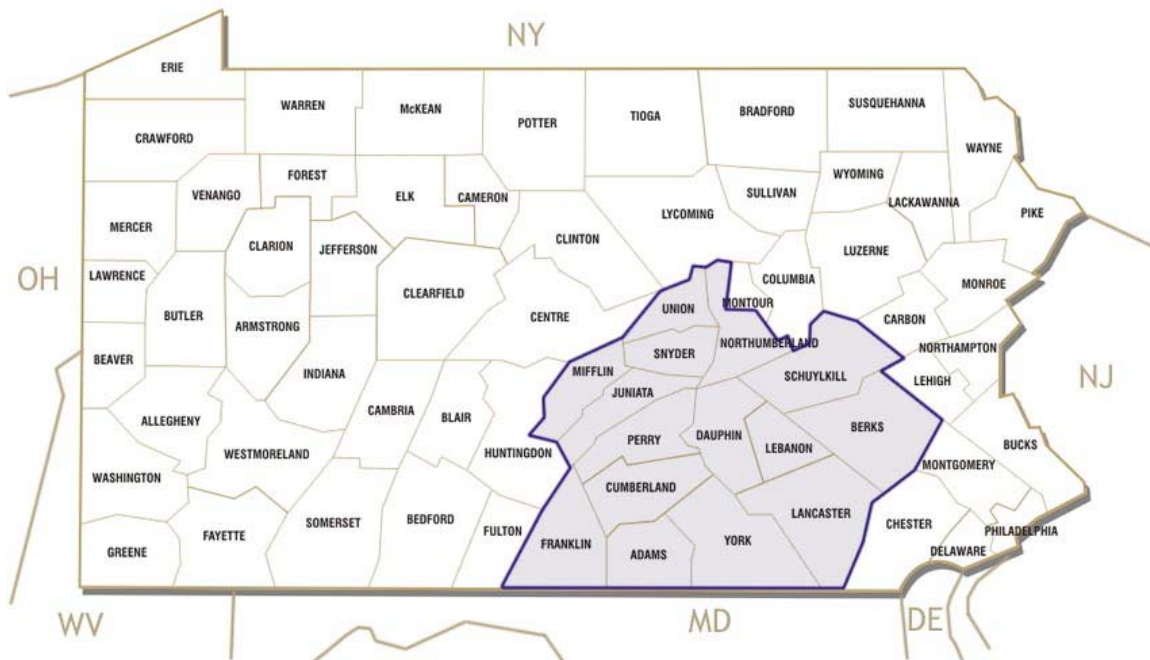 NY
ERIE
WARREN
McKEAN
POTTER
TIOGA
BRADFORD
SUSQUEHANNA
CRAWFORD
WAYNE
FOREST
VENANGO
ELK
CAMERON
SULLIVAN
WYOMING
LACKAWANNA
LYCOMING
PIKE
MERCER
CLARION
JEFFERSON
CLINTON
LUZERNE
OH
LAWRENCE
CLEARFIELD
COLUMBIA
MONROE
BUTLER
ARMSTRONG
CENTRE
UNION
MONTOUR
CARBON
BEAVER
SNYDER
NORTHUMBERLAND
NORTHAMPTON
INDIANA
MIFFLIN
SCHUYLKILL
LEHIGH
NJ
JUNIATA
ALLEGHENY
CAMBRIA
BLAIR
BERKS
WESTMORELAND
HUNTINGDON
PERRY
DAUPHIN
LEBANON
BUCKS
WASHINGTON
MONTGOMERY
CUMBERLAND
SOMERSET
BEDFORD
LANCASTER
FAYETTE
FULTON
CHESTER
PHILADELPHIA
GREENE
FRANKLIN
ADAMS
YORK
DELAWARE
WV
MD
DE